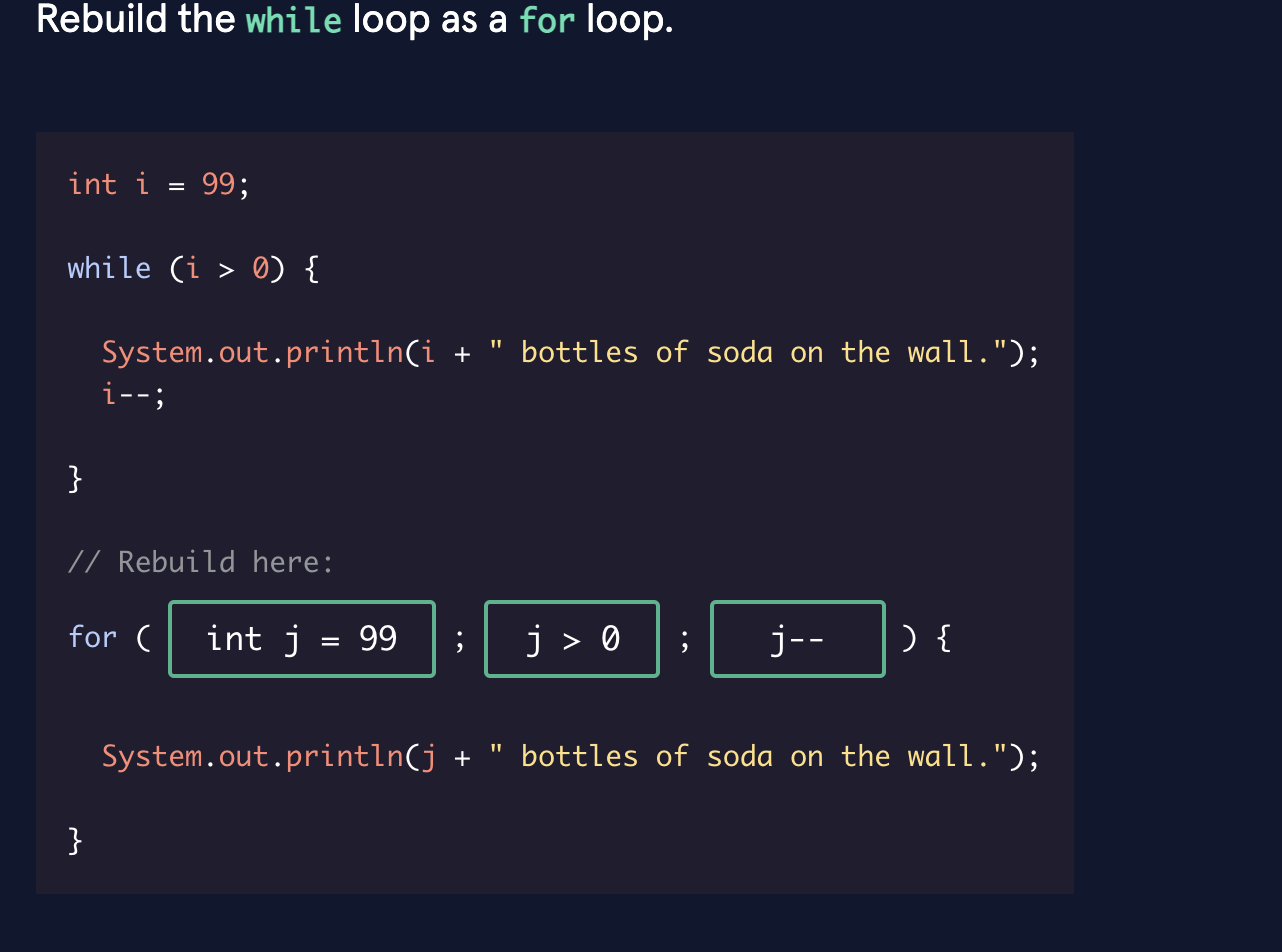 Rebuild the while loop as a for loop.
int i = 99;
while (i > 0) {
System.out.println(i + " bottles of soda on the wall.");
i--;
}
// Rebuild here:
for ( int j = 99 ; j > 0 ; j-- ) {
System.out.println(j + " bottles of soda on the wall.");
}